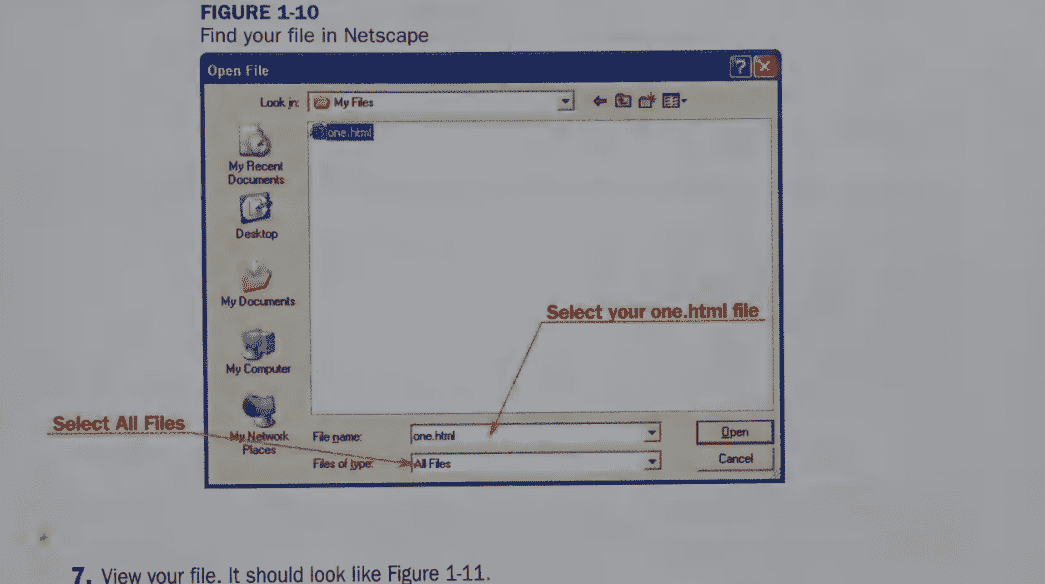 FIGURE 1-10
Find your file in Netscape
Open File
?
Look in:
My Files
one.html
My Recent
Documents
Desktop
My Documents
Select your one.html file
My Computer
Select All Files
My Network
Places
File name:
one.html
Open
Files of type:
All Files
Cancel
7. View your file. It should look like Figure 1-11.